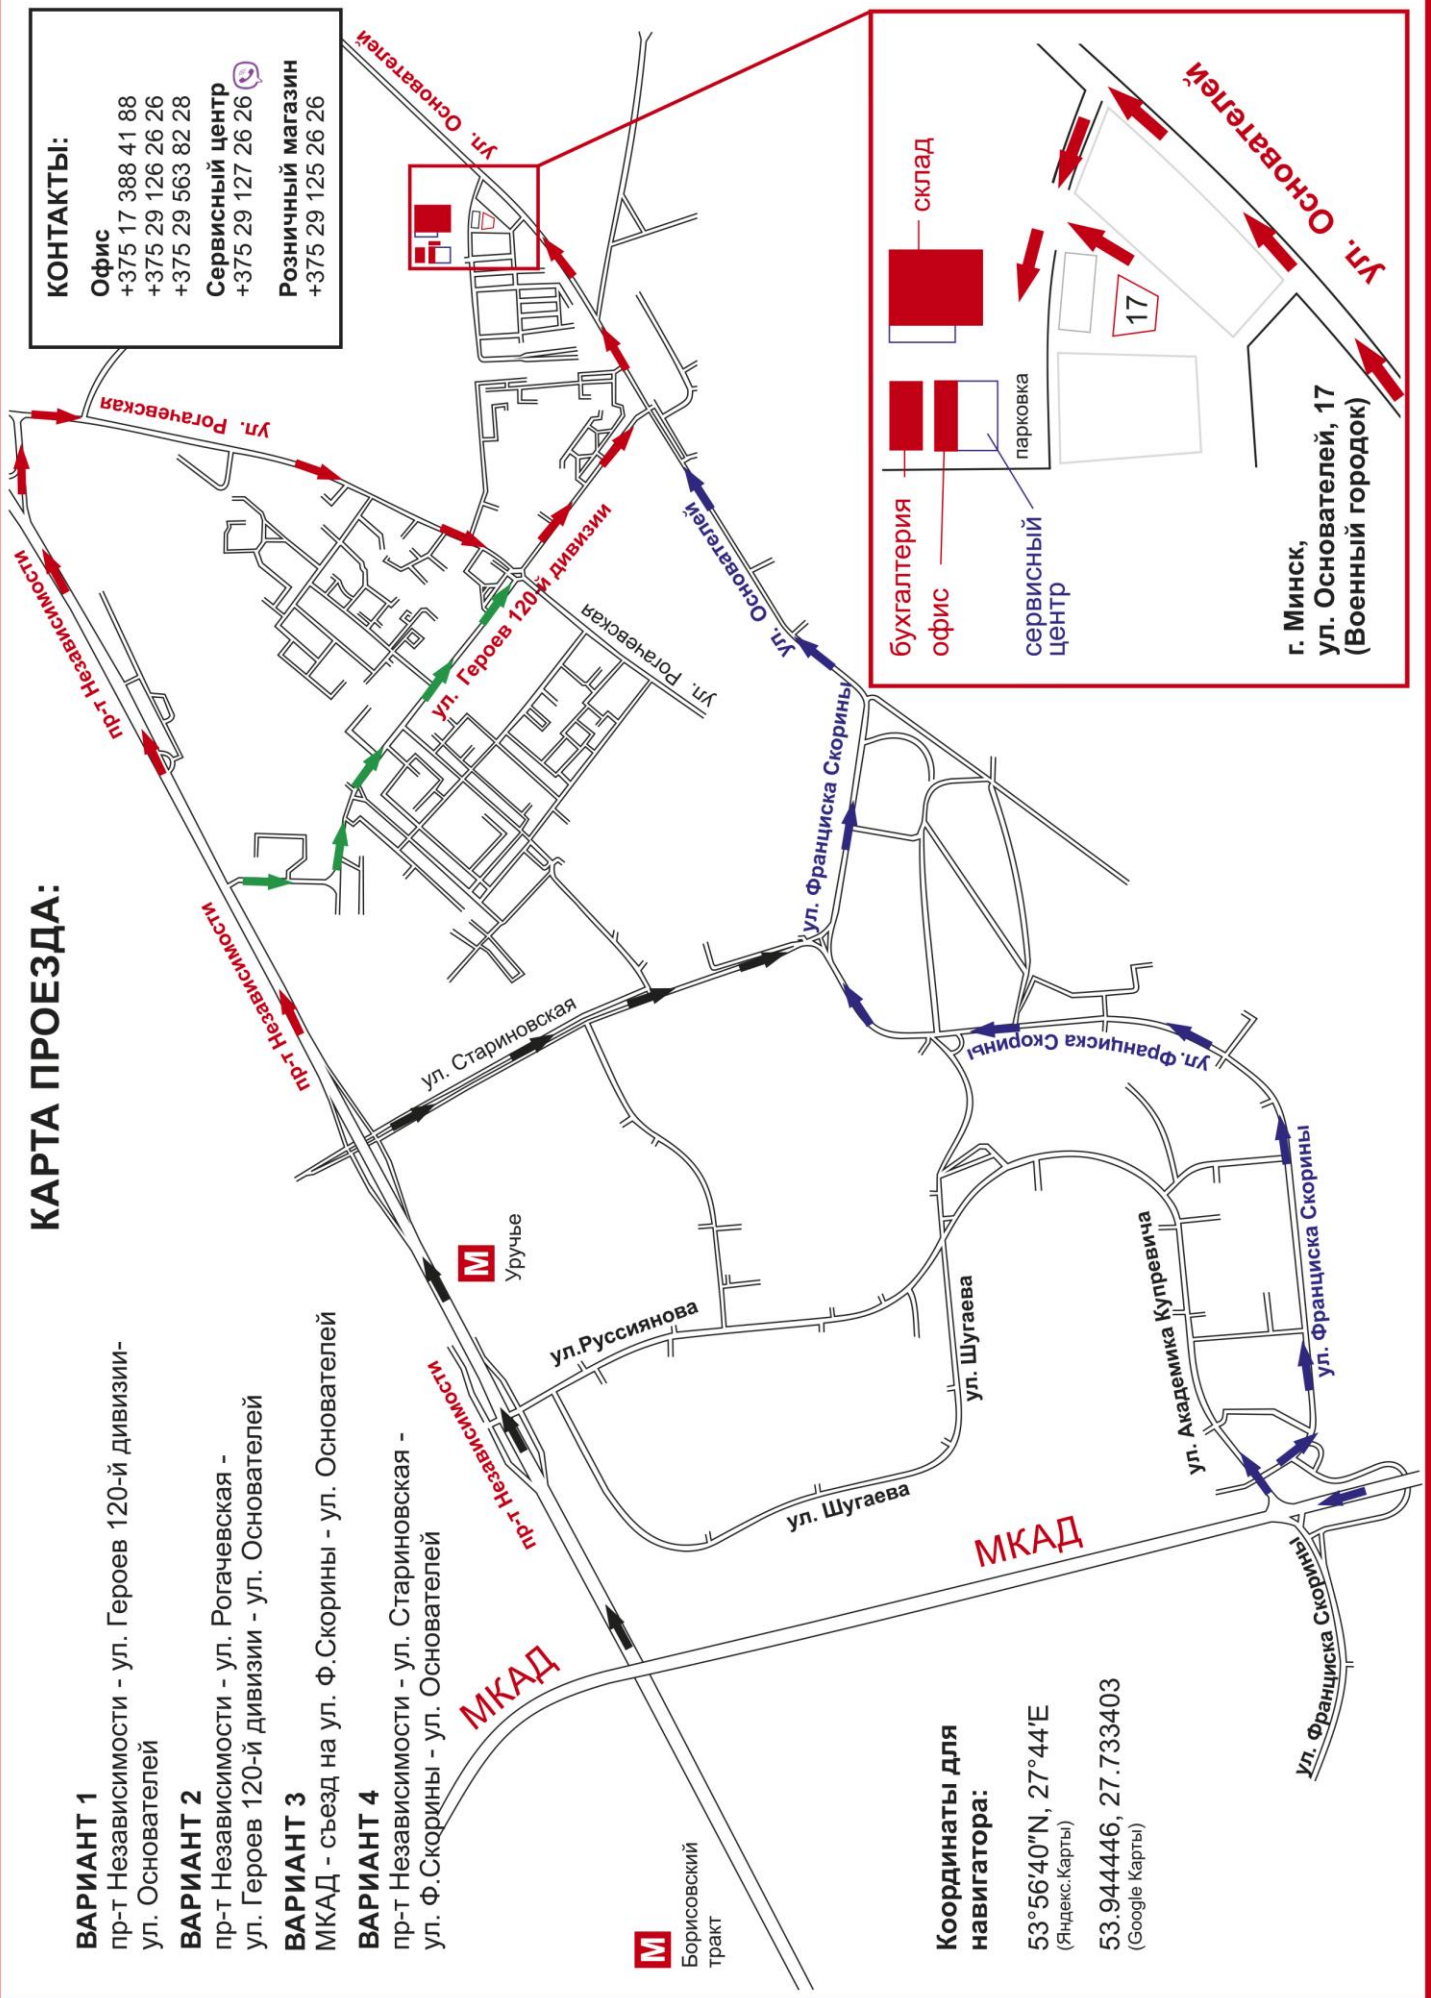 КАРТА ПРОЕЗДА:
ВАРИАНТ 1
пр-т Независимости - ул. Героев 120-й дивизии-
ул. Основателей
ВАРИАНТ 2
пр-т Независимости - ул. Рогачевская -
ул. Героев 120-й дивизии - ул. Основателей
ВАРИАНТ 3
МКАД - съезд на ул. Ф.Скорины - ул. Основателей
ВАРИАНТ 4
пр-т Независимости - ул. Стариновская -
ул. Ф.Скорины - ул. Основателей
КОНТАКТЫ:
Офис
+375 17 388 41 88
+375 29 126 26 26
+375 29 563 82 28
Сервисный центр
+375 29 127 26 26
Розничный магазин
+375 29 125 26 26
пр-т Независимости
пр-т Независимости
пр-т Независимости
ул. Рогачевская
ул. Рогачевская
ул. Основателей
ул. Героев 120-й дивизии
ул. Основателей
ул. Стариновская
М
Уручье
ул.Руссиянова
ул. Шугаева
ул. Шугаева
ул. Франциска Скорины
ул. Франциска Скорины
ул. Франциска Скорины
ул. Франциска Скорины
ул. Франциска Скорины
ул. Академика Купревича
МКАД
МКАД
М
Борисовский
тракт
Координаты для
навигатора:
53°56'40"N, 27°44'E
(Яндекс.Карты)
53.944446, 27.733403
(Google Карты)
бухгалтерия
офис
склад
сервисный
центр
парковка
17
ул. Основателей
г. Минск,
ул. Основателей, 17
(Военный городок)